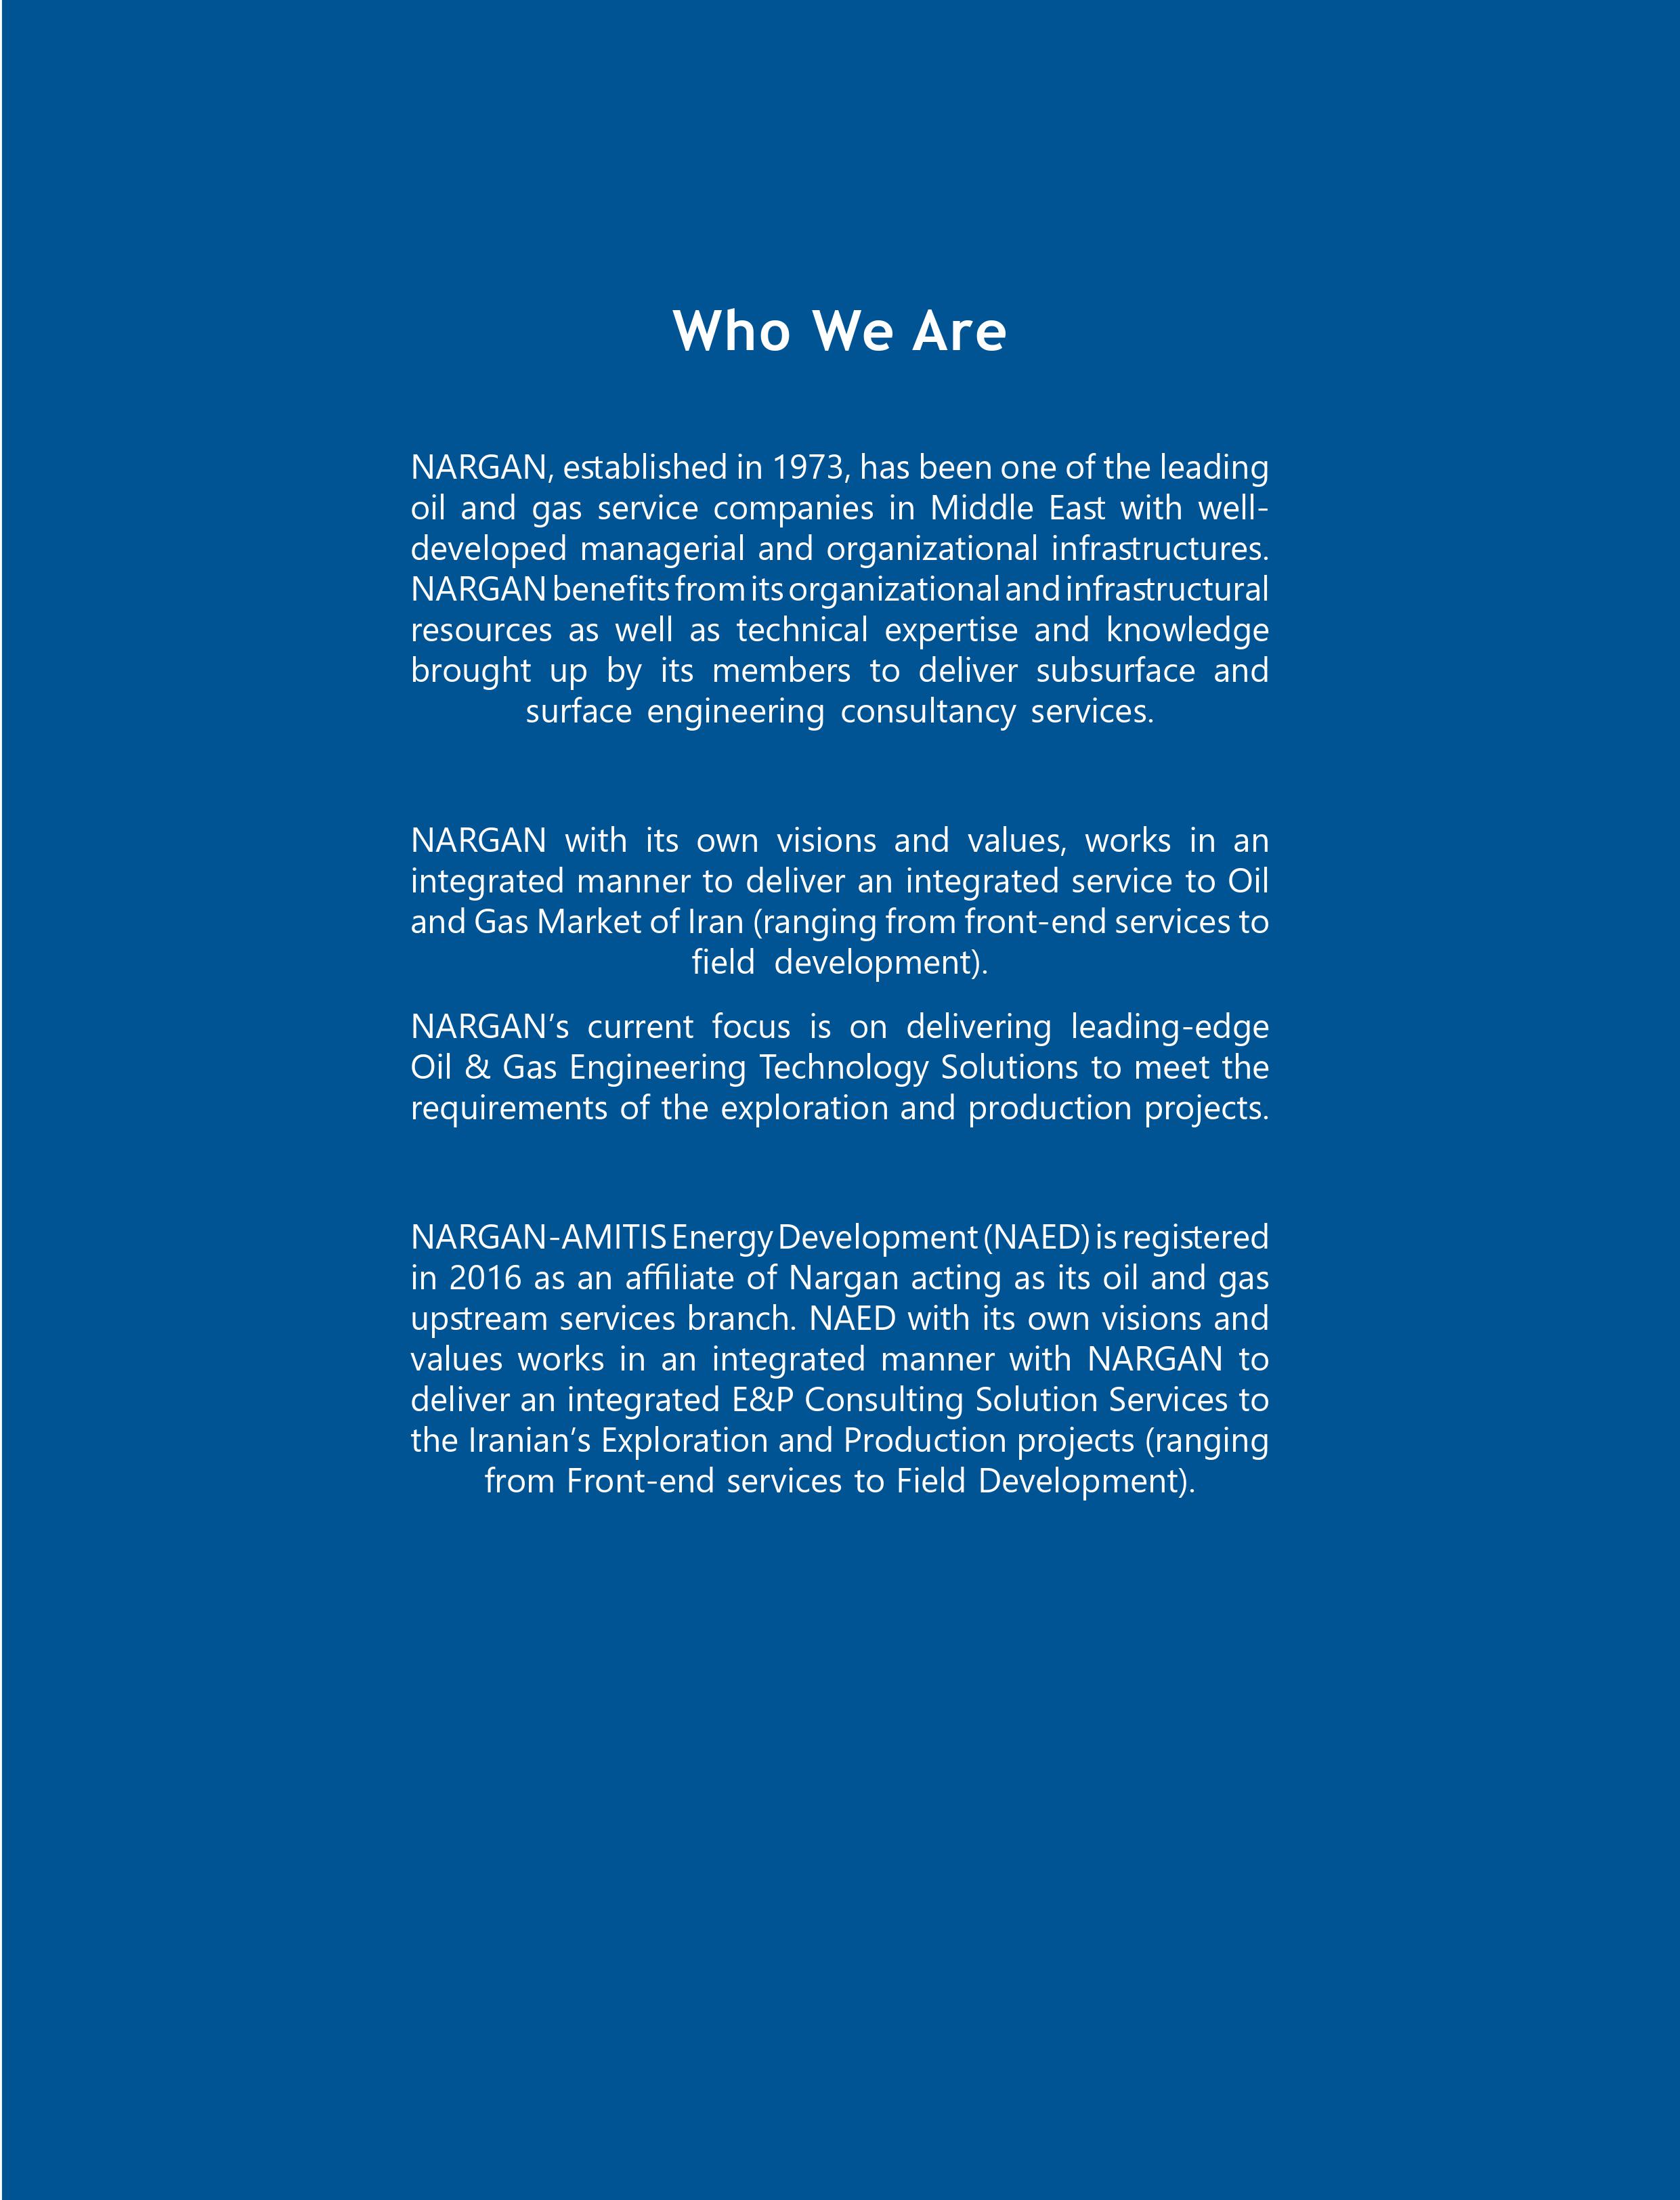 Who We Are
NARGAN, established in 1973, has been one of the leading
oil and gas service companies in Middle East with well-
developed managerial and organizational infrastructures.
NARGAN benefits from its organizational and infrastructural
resources as well as technical expertise and knowledge
brought up by its members to deliver subsurface and
surface engineering consultancy services.
NARGAN with its own visions and values, works in an
integrated manner to deliver an integrated service to Oil
and Gas Market of Iran (ranging from front-end services to
field development).
NARGAN’s current focus is on delivering leading-edge
Oil & Gas Engineering Technology Solutions to meet the
requirements of the exploration and production projects.
NARGAN-AMITIS Energy Development (NAED) is registered
in 2016 as an affiliate of Nargan acting as its oil and gas
upstream services branch. NAED with its own visions and
values works in an integrated manner with NARGAN to
deliver an integrated E&P Consulting Solution Services to
the Iranian’s Exploration and Production projects (ranging
from Front-end services to Field Development).